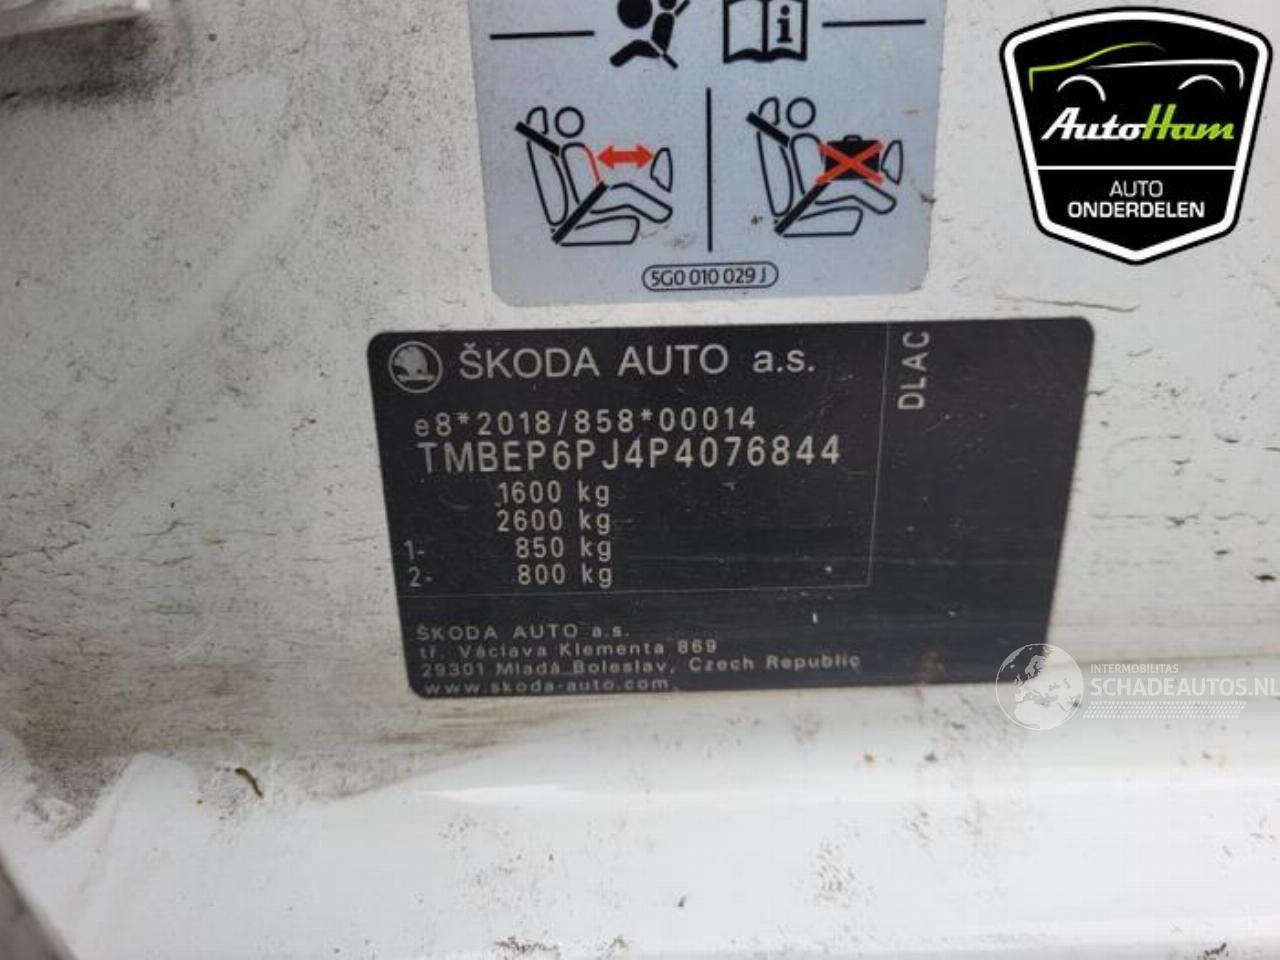 AutoHam
AUTO
ONDERDELEN
5G0 010 029 J
ŠKODA AUTO a.s.
DLAC
e8*2018/858*00014
TMBEP6PJ4P4076844
1600 kg
2600 kg
1- 850 kg
2- 800 kg
ŠKODA AUTO a.s.
tř. Václava Klementa 869
29301 Mladá Boleslav, Czech Republic
www.skoda-auto.com
INTERMOBILITAS
SCHADEAUTOS.NL